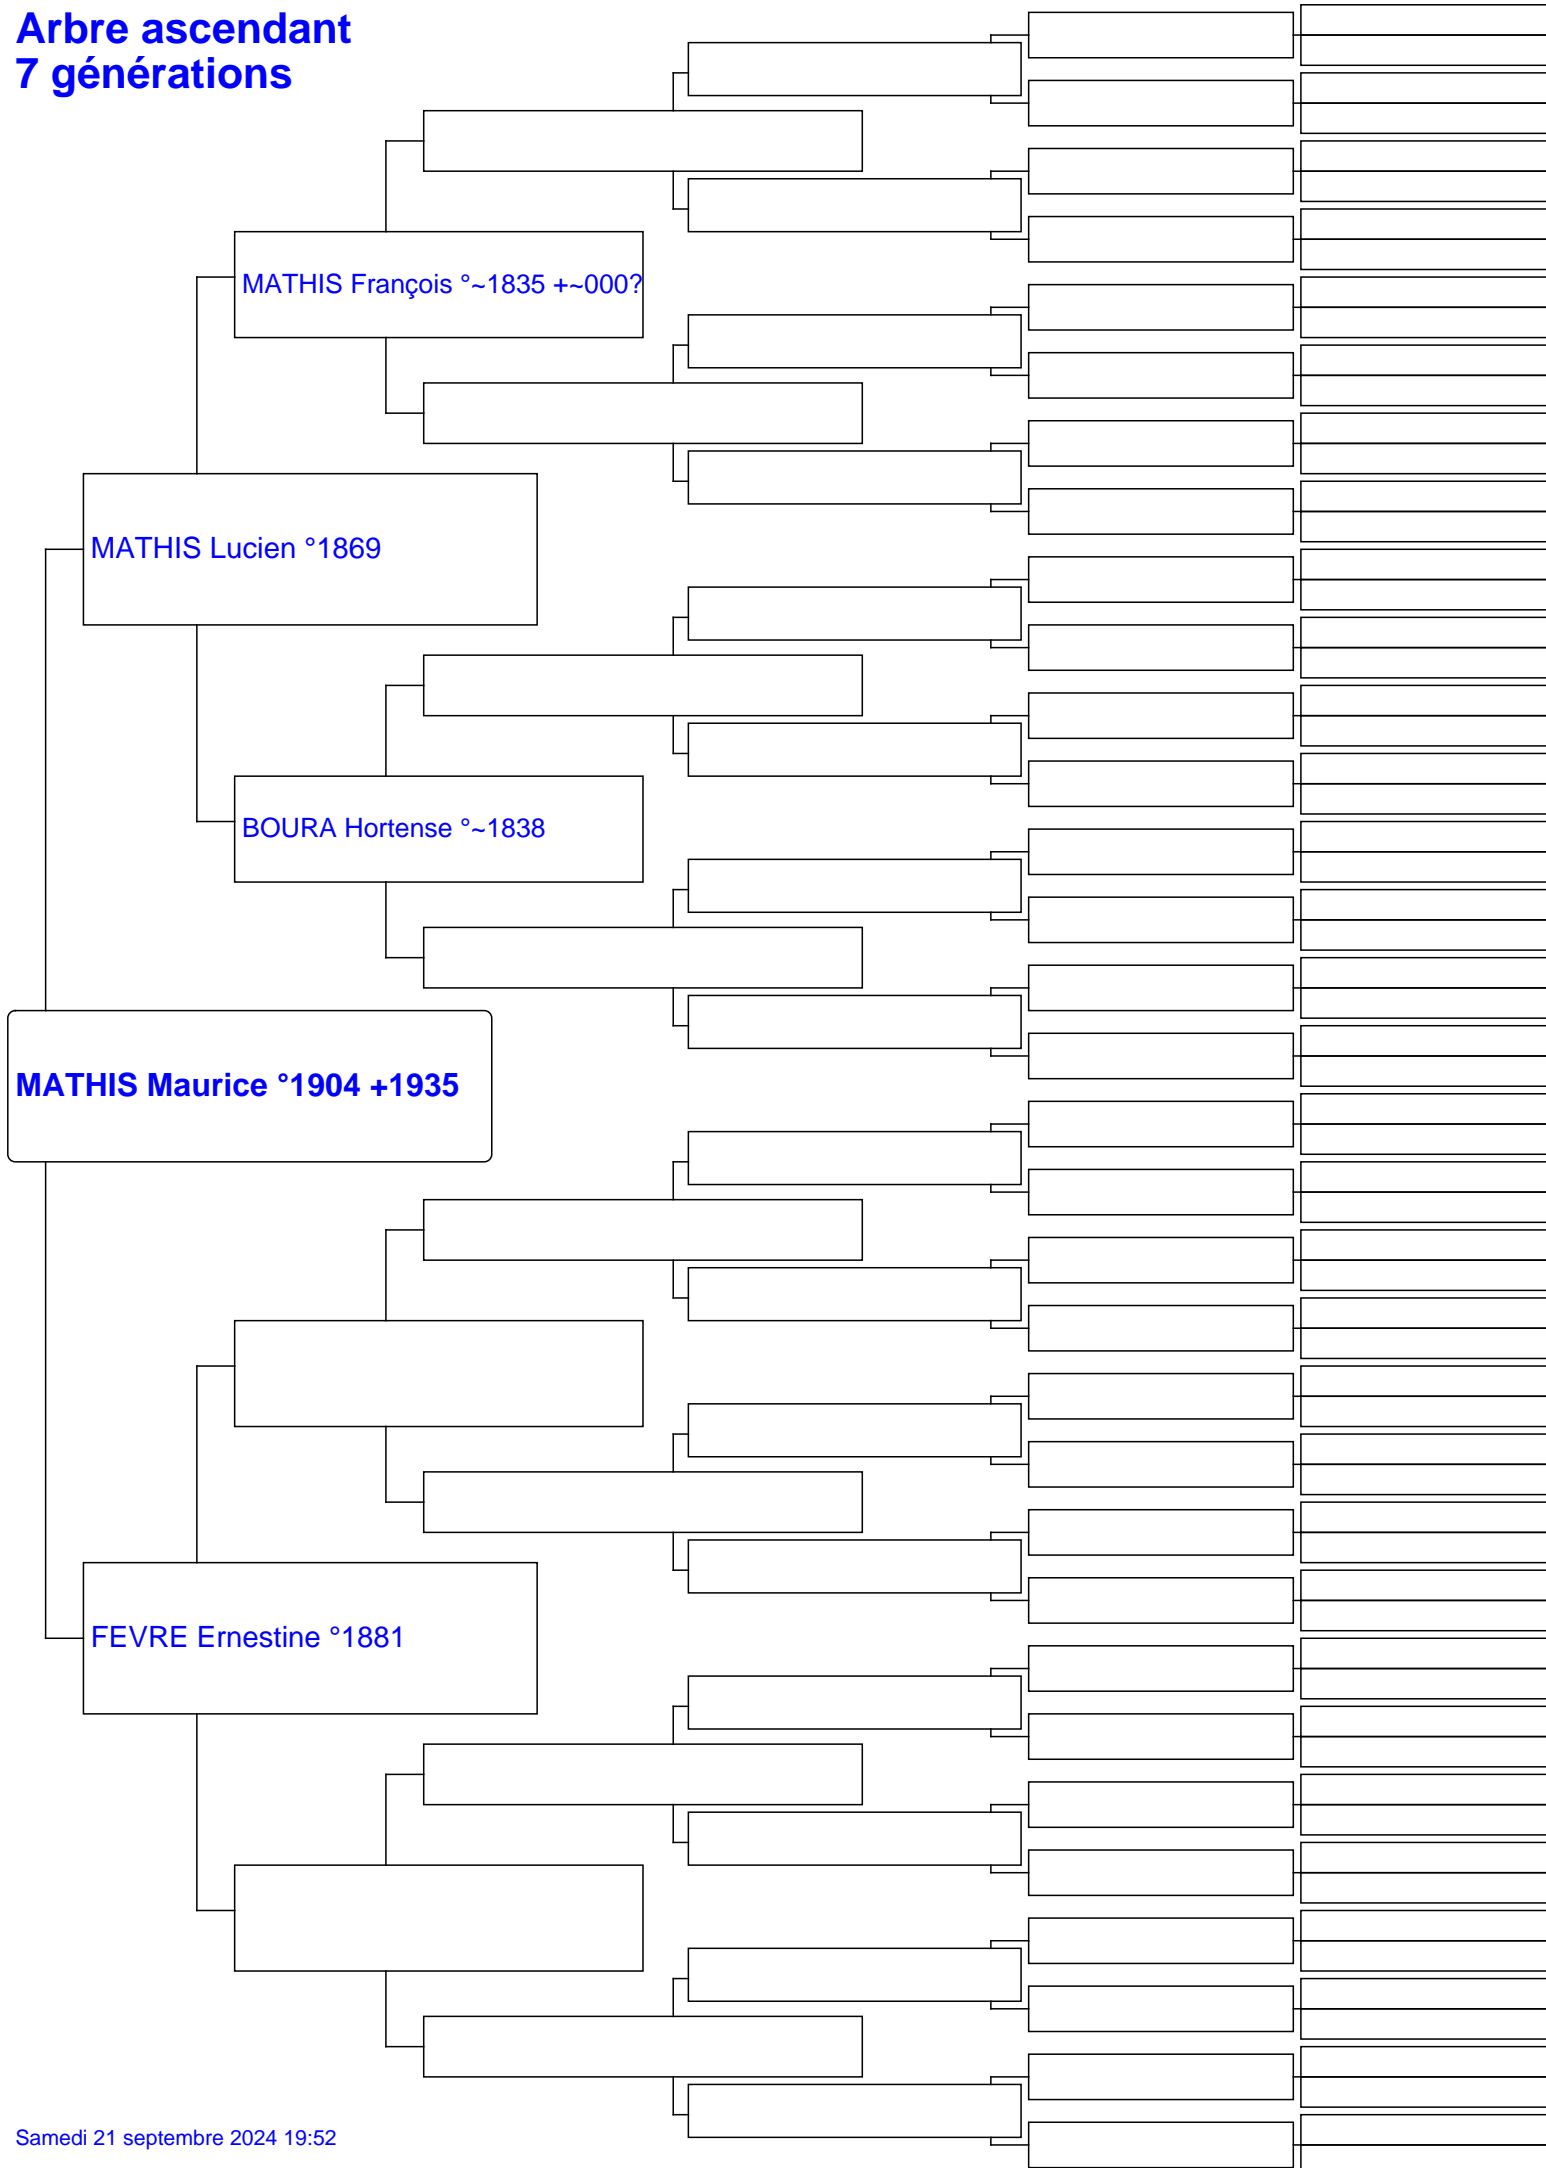 Arbre ascendant
7 générations
MATHIS François °~1835 +~000?
MATHIS Lucien °1869
BOURA Hortense °~1838
MATHIS Maurice °1904 +1935
FEVRE Ernestine °1881
Samedi 21 septembre 2024 19:52